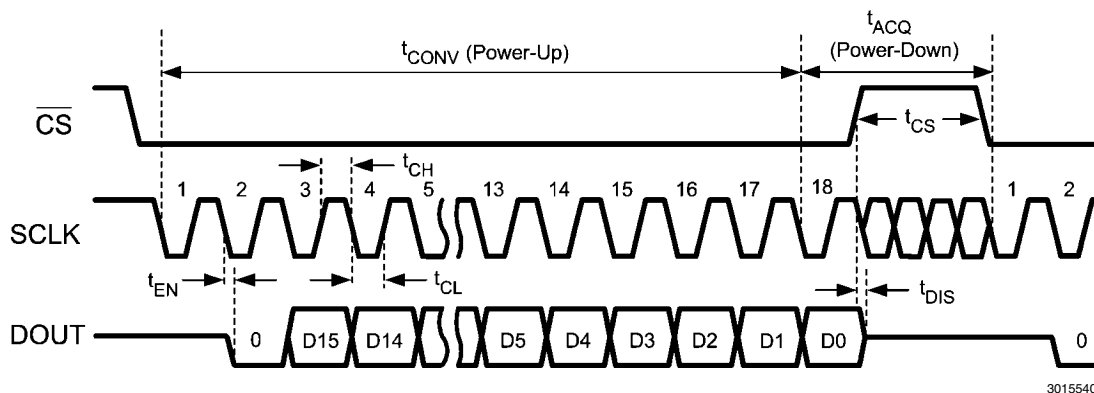 tACQ
tCONV (Power-Up) (Power-Down)
CS tCS
tCH
1 2 3 4 5 13 14 15 16 17 18 1 2
SCLK
tEN tCL tDIS
DOUT 0 D15 D14 D5 D4 D3 D2 D1 D0 0
3015540